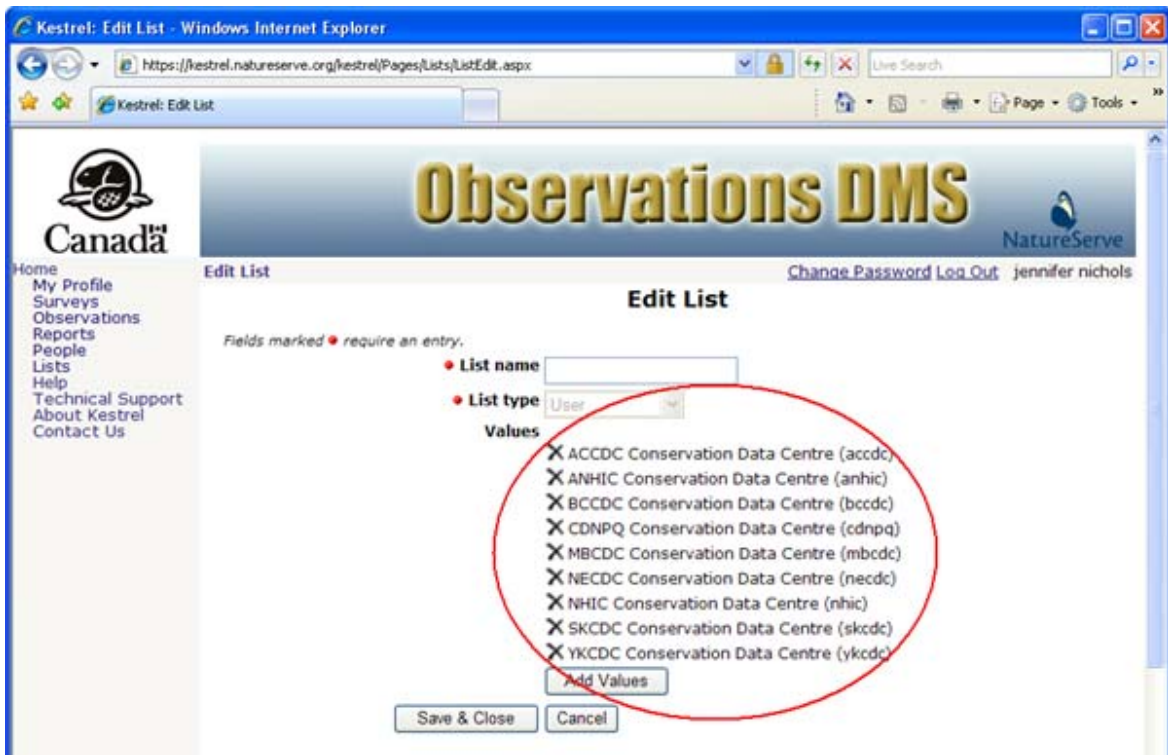 Kestrel: Edit List - Windows Internet Explorer
https://kestrel.natureserve.org/kestrel/Pages/Lists/ListEdit.aspx
Live Search
Kestrel: Edit List
Page
Tools
Canada
Observations DMS
NatureServe
Home
My Profile
Surveys
Observations
Reports
People
Lists
Help
Technical Support
About Kestrel
Contact Us
Edit List
Change Password Log Out jennifer nichols
Edit List
Fields marked require an entry.
List name
List type User
Values
ACCDC Conservation Data Centre (accdc)
ANHIC Conservation Data Centre (anhic)
BCCDC Conservation Data Centre (bccdc)
CDNPQ Conservation Data Centre (cdnpq)
MBCDC Conservation Data Centre (mbcdc)
NECDC Conservation Data Centre (necdc)
NHIC Conservation Data Centre (nhic)
SKCDC Conservation Data Centre (skcdc)
YKCDC Conservation Data Centre (ykcdc)
Add Values
Save & Close Cancel